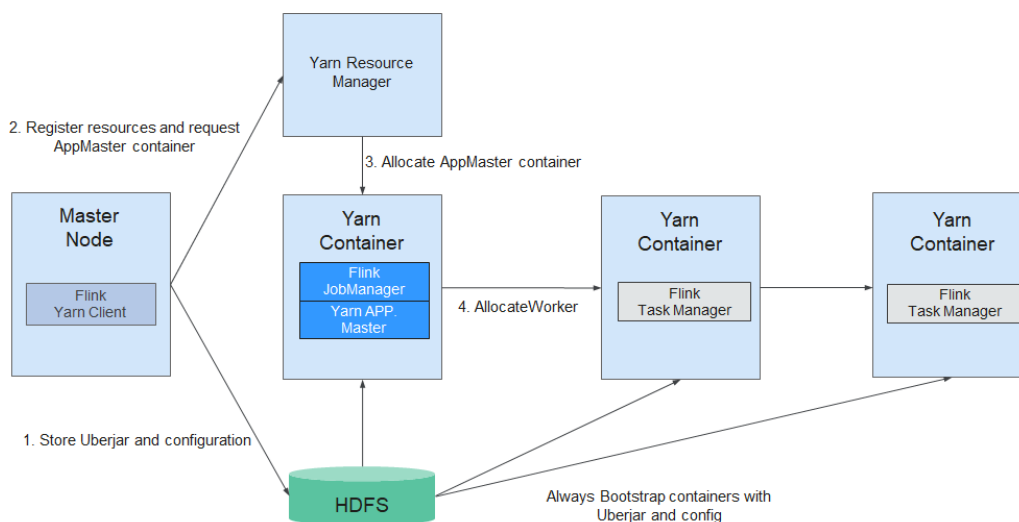 Yarn Resource
Manager
2. Register resources and request
AppMaster container
3. Allocate AppMaster container
Master
Node
Flink
Yarn Client
Yarn
Container
Flink
JobManager
Yarn APP.
Master
4. AllocateWorker
Yarn
Container
Flink
Task Manager
Yarn
Container
Flink
Task Manager
1. Store Uberjar and configuration
HDFS
Always Bootstrap containers with
Uberjar and config